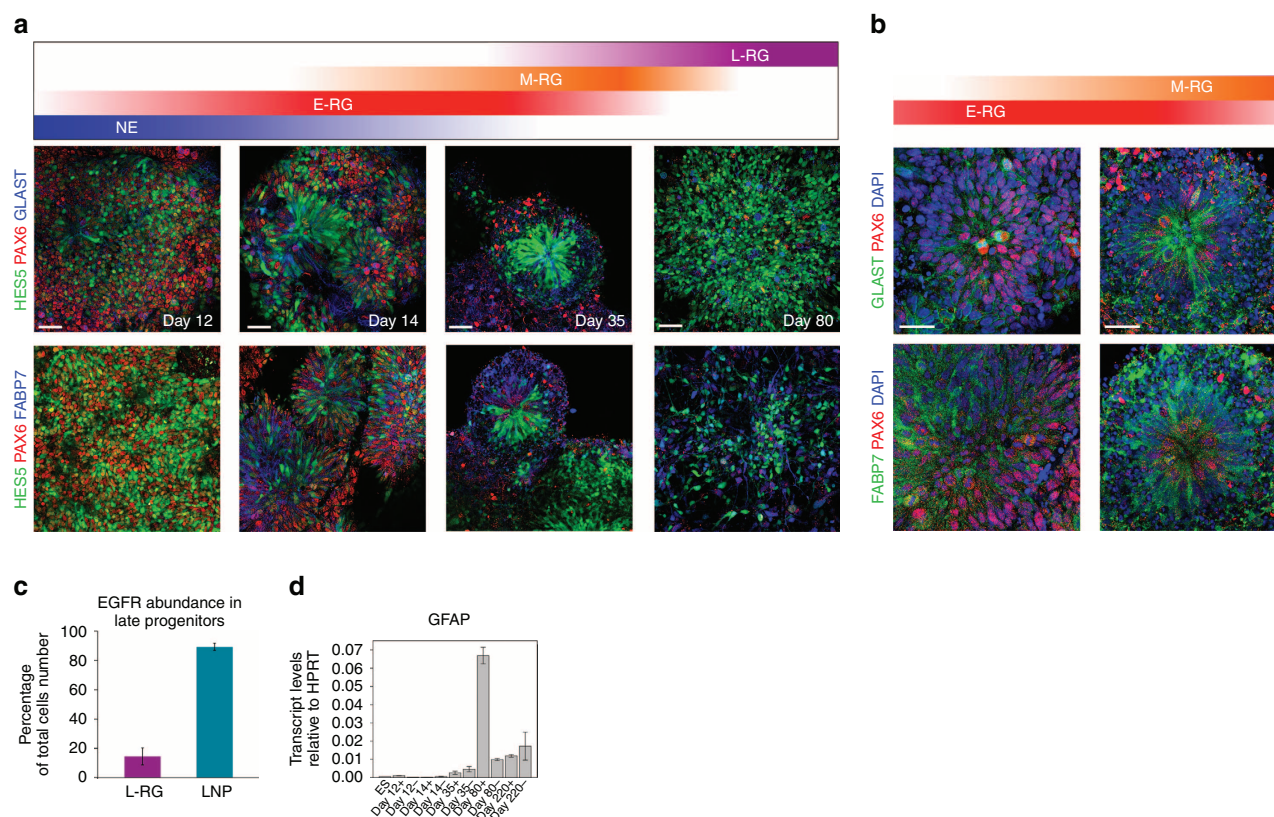 a
L-RG
M-RG
E-RG
NE
HES5 PAX6 GLAST
Day 12
Day 14
Day 35
Day 80
HES5 PAX6 FABP7
b
M-RG
E-RG
GLAST PAX6 DAPI
FABP7 PAX6 DAPI
c
EGFR abundance in
late progenitors
Percentage
of total cells number
100
80
60
40
20
0
L-RG
LNP
d
GFAP
Transcript levels
relative to HPRT
0.07
0.06
0.05
0.04
0.03
0.02
0.01
0.00
ES
Day 12+
Day 12–
Day 14+
Day 14–
Day 35+
Day 35–
Day 80+
Day 80–
Day 220+
Day 220–